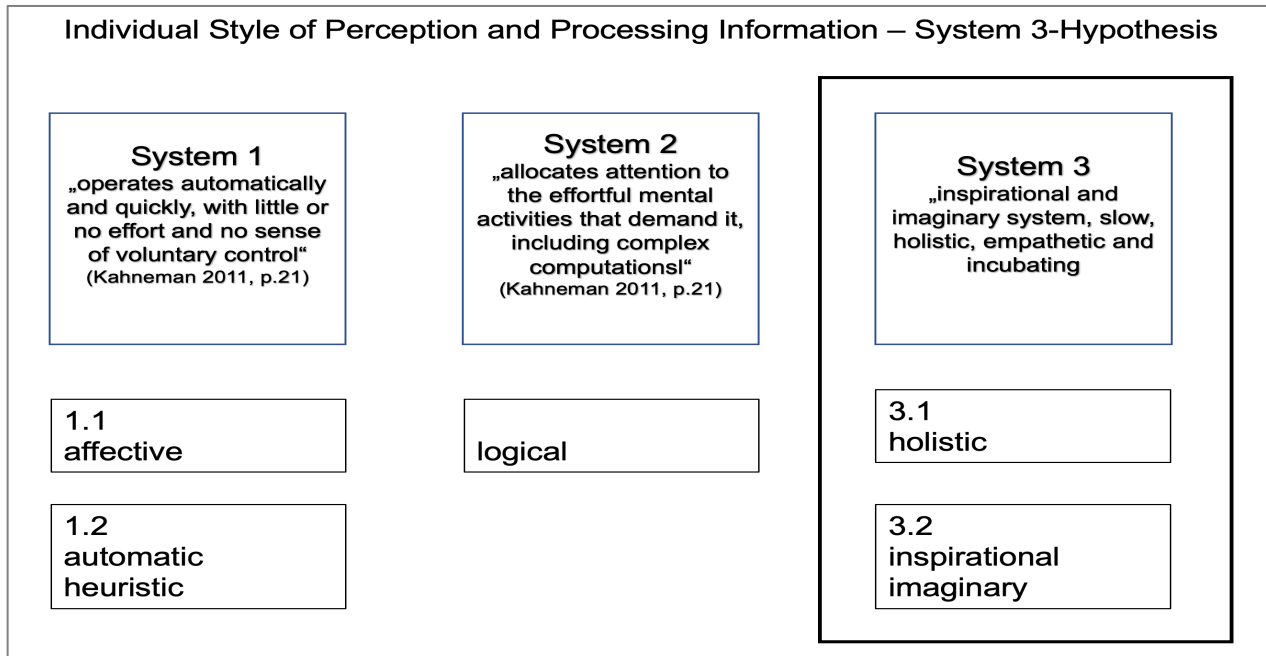 Individual Style of Perception and Processing Information – System 3-Hypothesis
System 1
„operates automatically
and quickly, with little or
no effort and no sense
of voluntary control“
(Kahneman 2011, p.21)
System 2
„allocates attention to
the effortful mental
activities that demand it,
including complex
computationsl“
(Kahneman 2011, p.21)
System 3
„inspirational and
imaginary system, slow,
holistic, empathetic and
incubating
1.1
affective
logical
3.1
holistic
1.2
automatic
heuristic
3.2
inspirational
imaginary